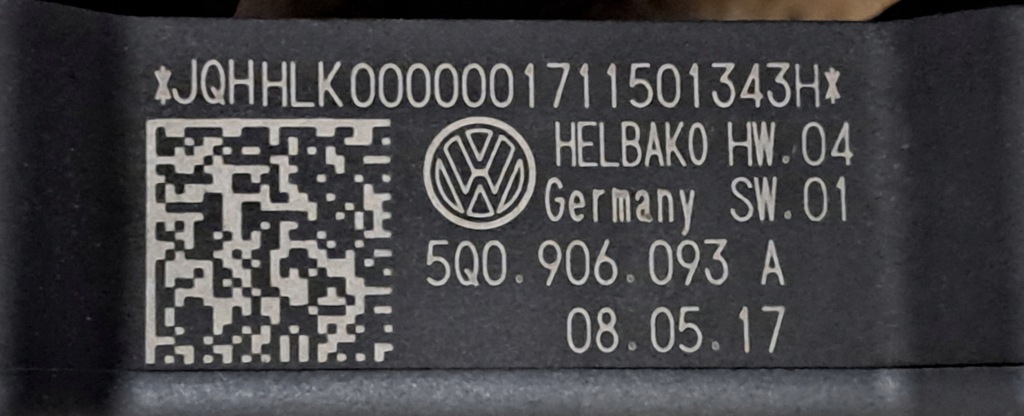 *JQHHLK0000001711501343H*
HELBAKO HW.04
Germany SW.01
5Q0.906.093 A
08.05.17